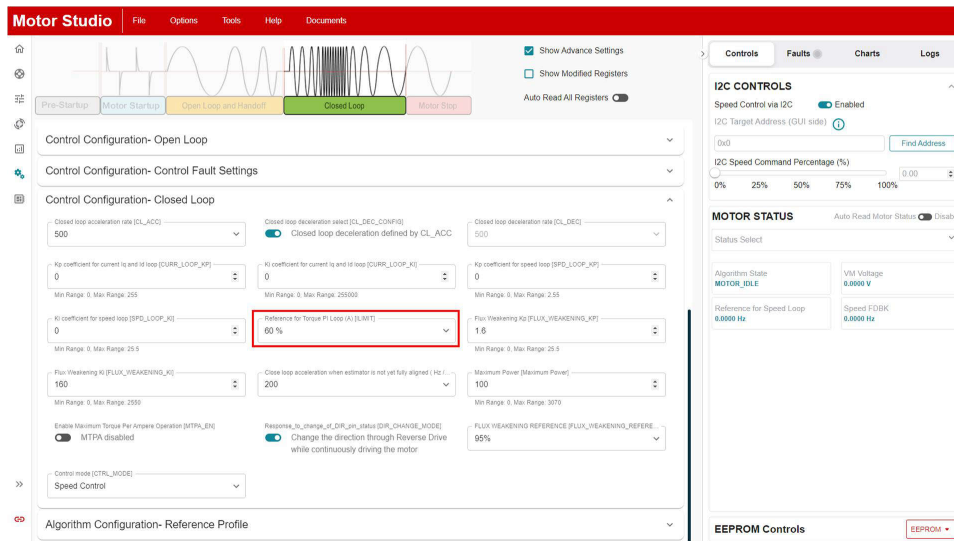 Motor Studio File Options Tools Help Documents
Show Advance Settings
Show Modified Registers
Auto Read All Registers
Pre-Startup Motor Startup Open Loop and Handoff Closed Loop Motor Stop
Control Configuration- Open Loop
Control Configuration- Control Fault Settings
Control Configuration- Closed Loop
Closed loop acceleration rate [CL_ACC]
500
Closed loop deceleration select [CL_DEC_CONFIG]
Closed loop deceleration defined by CL_ACC
Closed loop deceleration rate [CL_DEC]
500
Kp coefficient for current Iq and Id loop [CURR_LOOP_KP]
0
Min Range: 0, Max Range: 255
Ki coefficient for current Iq and Id loop [CURR_LOOP_KI]
0
Min Range: 0, Max Range: 255000
Kp coefficient for speed loop [SPD_LOOP_KP]
0
Min Range: 0, Max Range: 2.55
Ki coefficient for speed loop [SPD_LOOP_KI]
0
Min Range: 0, Max Range: 25.5
Reference for Torque PI Loop (A) [ILIMIT]
60 %
Flux Weakening Kp [FLUX_WEAKENING_KP]
1.6
Min Range: 0, Max Range: 25.5
Flux Weakening Ki [FLUX_WEAKENING_KI]
160
Min Range: 0, Max Range: 2550
Close loop acceleration when estimator is not yet fully aligned ( Hz /...
200
Maximum Power [Maximum Power]
100
Min Range: 0, Max Range: 3070
Enable Maximum Torque Per Ampere Operation [MTPA_EN]
MTPA disabled
Response_to_change_of_DIR_pin_status [DIR_CHANGE_MODE]
Change the direction through Reverse Drive
while continuously driving the motor
FLUX WEAKENING REFERENCE [FLUX_WEAKENING_REFERE...
95%
Control mode [CTRL_MODE]
Speed Control
Algorithm Configuration- Reference Profile
Controls Faults Charts Logs
I2C CONTROLS
Speed Control via I2C Enabled
I2C Target Address (GUI side)
0x0 Find Address
I2C Speed Command Percentage (%)
0.00
0% 25% 50% 75% 100%
MOTOR STATUS Auto Read Motor Status Disab
Status Select
Algorithm State
MOTOR_IDLE
VM Voltage
0.0000 V
Reference for Speed Loop
0.0000 Hz
Speed FDBK
0.0000 Hz
EEPROM Controls EEPROM